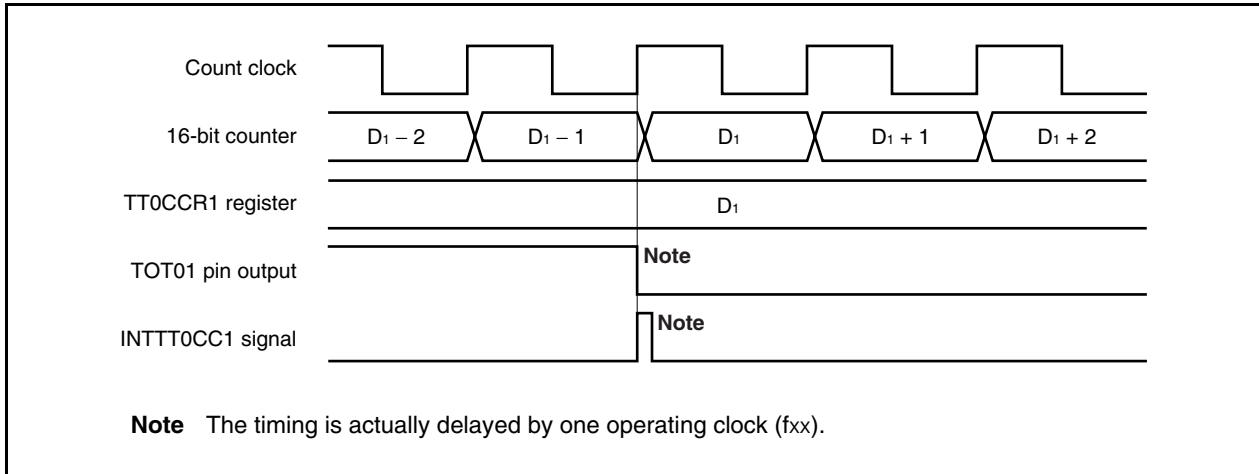 Count clock
16-bit counter
D1 − 2
D1 − 1
D1
D1 + 1
D1 + 2
TT0CCR1 register
D1
TOT01 pin output
Note
INTTT0CC1 signal
Note
Note The timing is actually delayed by one operating clock (fxx).